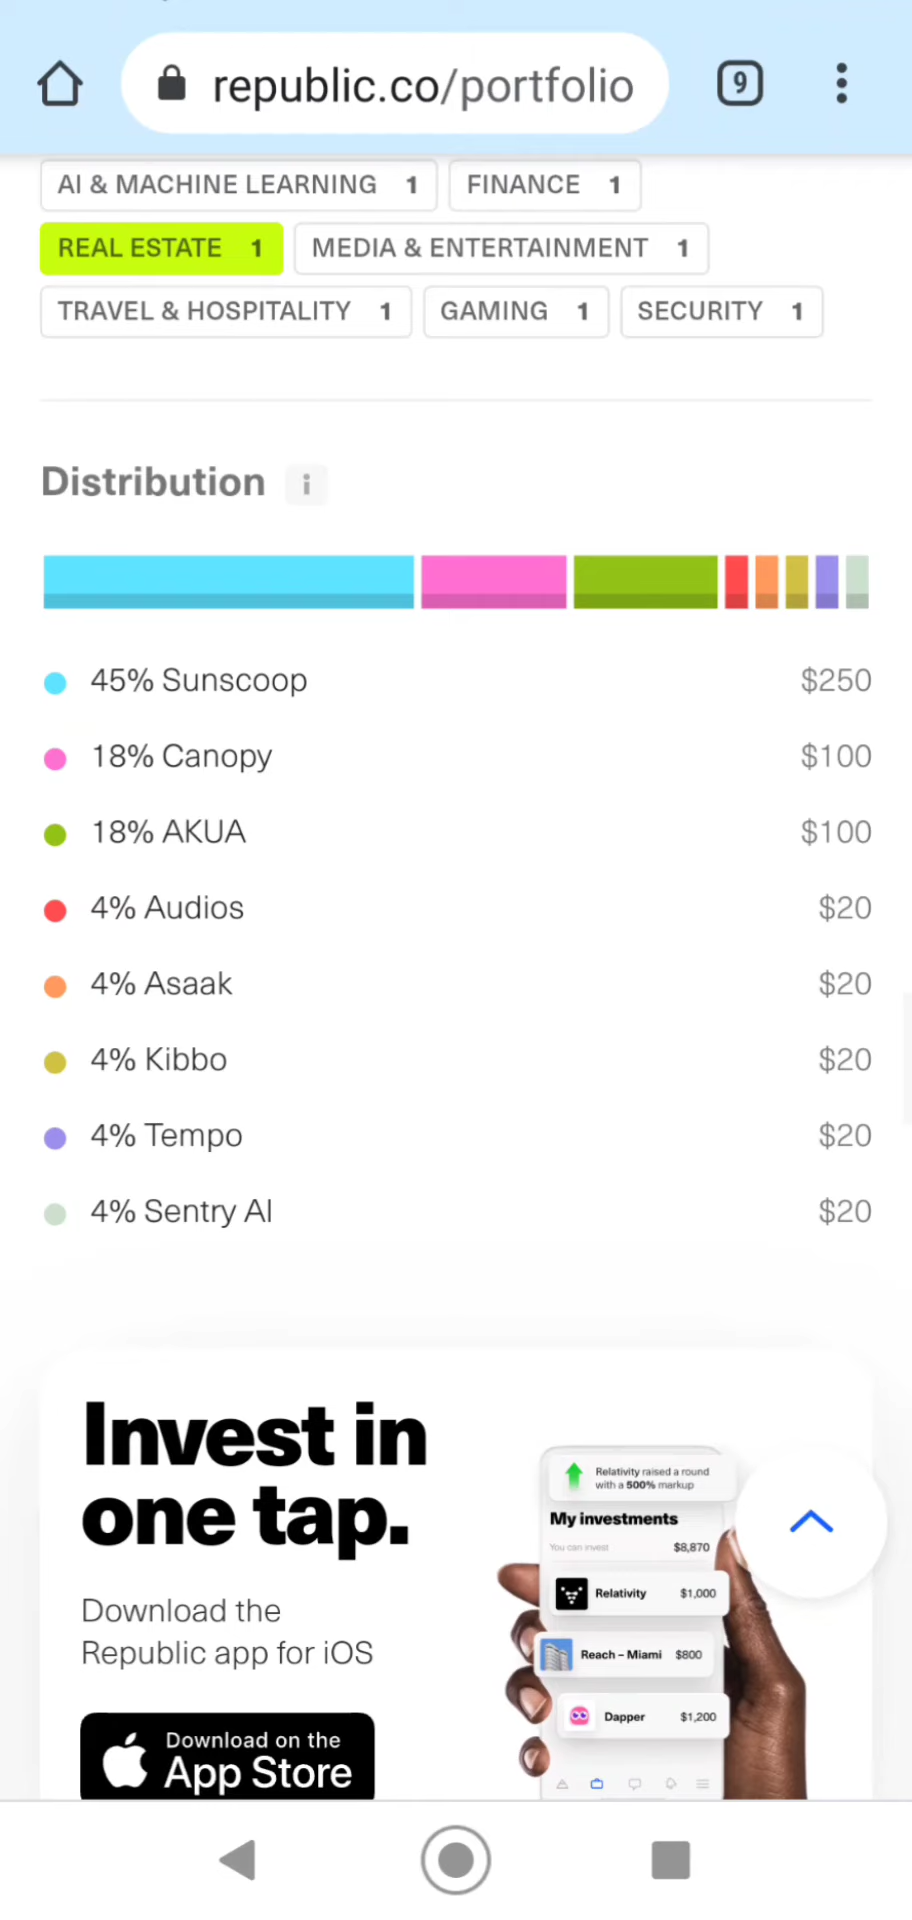 republic.co/portfolio
9
AI & MACHINE LEARNING 1
FINANCE 1
REAL ESTATE 1
MEDIA & ENTERTAINMENT 1
TRAVEL & HOSPITALITY 1
GAMING 1
SECURITY 1
Distribution i
45% Sunscoop $250
18% Canopy $100
18% AKUA $100
4% Audios $20
4% Asaak $20
4% Kibbo $20
4% Tempo $20
4% Sentry AI $20
Invest in
one tap.
Download the
Republic app for iOS
Download on the
App Store
Relativity raised a round
with a 500% markup
My investments
You can invest $8,870
Relativity $1,000
Reach – Miami $800
Dapper $1,200